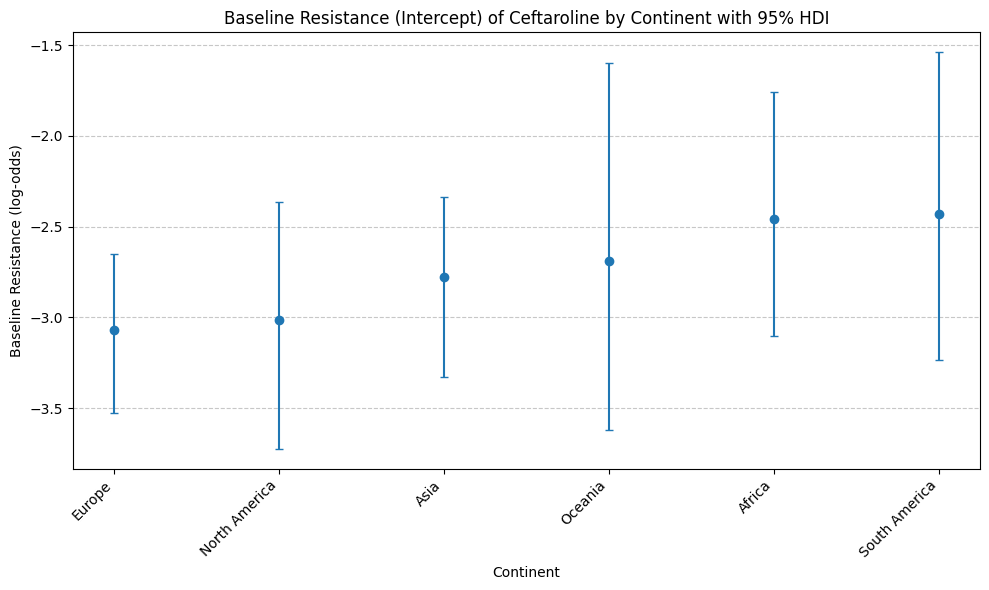 Baseline Resistance (Intercept) of Ceftaroline by Continent with 95% HDI
Baseline Resistance (log-odds)
−1.5
−2.0
−2.5
−3.0
−3.5
Europe
North America
Asia
Oceania
Africa
South America
Continent